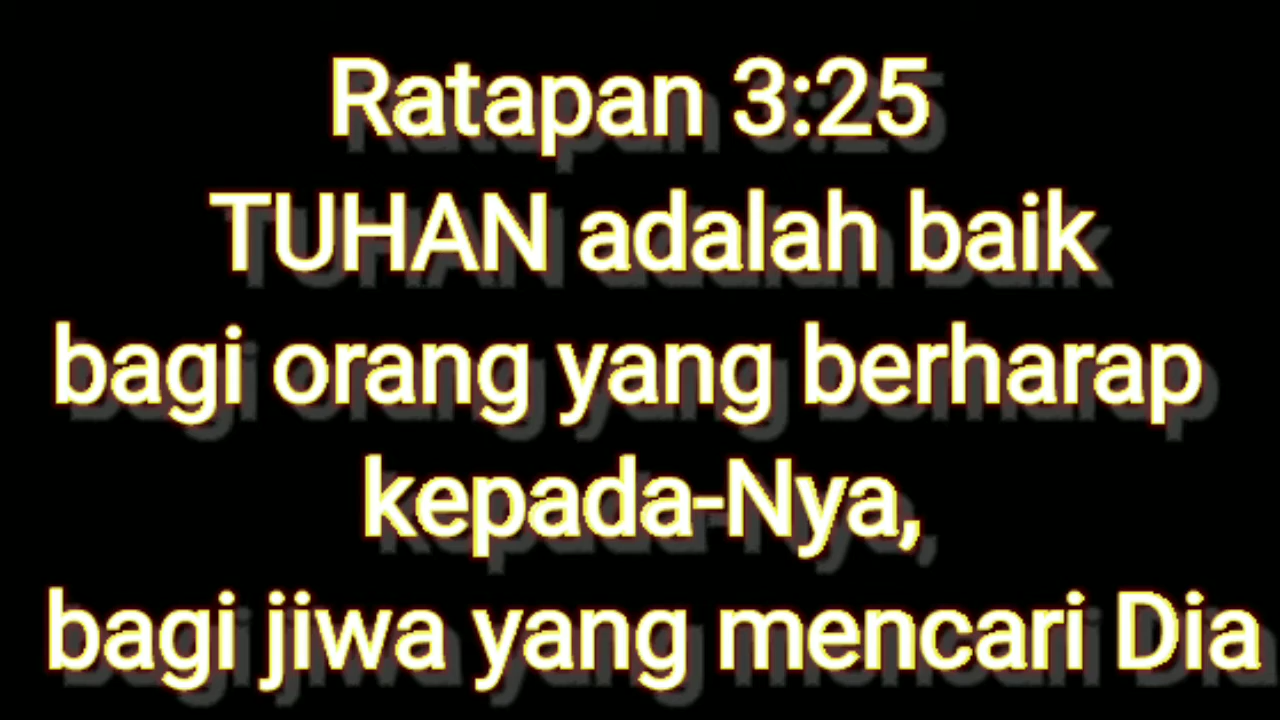 Ratapan 3:25
TUHAN adalah baik
bagi orang yang berharap
kepada-Nya,
bagi jiwa yang mencari Dia